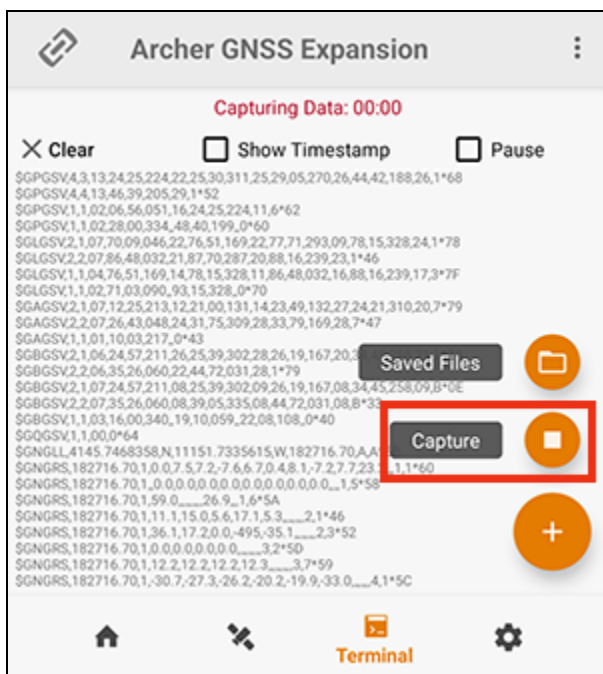 Archer GNSS Expansion
Capturing Data: 00:00
Clear
Show Timestamp
Pause
$GPGSV,4,3,13,24,25,224,22,25,30,311,25,29,05,270,26,44,42,188,26,1*68
$GPGSV,4,4,13,46,39,205,29,1*52
$GPGSV,1,1,02,06,56,051,16,24,25,224,11,6*62
$GPGSV,1,1,02,28,00,334,,48,40,199,,0*60
$GLGSV,2,1,07,70,09,046,22,76,51,169,22,77,71,293,09,78,15,328,24,1*78
$GLGSV,2,2,07,86,48,032,21,87,70,287,20,88,16,239,23,1*46
$GLGSV,1,1,04,76,51,169,14,78,15,328,11,86,48,032,16,88,16,239,17,3*7F
$GLGSV,1,1,02,71,03,090,,93,15,328,,0*70
$GAGSV,2,1,07,12,25,213,12,21,00,131,14,23,49,132,27,24,21,310,20,7*79
$GAGSV,2,2,07,26,43,048,24,31,75,309,28,33,79,169,28,7*47
$GAGSV,1,1,01,10,03,217,,0*43
$GBGSV,2,1,06,24,57,211,26,25,39,302,28,26,19,167,20,3
$GBGSV,2,2,06,35,26,060,22,44,72,031,28,1*79
Saved Files
$GBGSV,2,1,07,24,57,211,08,25,39,302,09,26,19,167,08,34,45,258,09,B*0E
$GBGSV,2,2,07,35,26,060,08,39,05,335,08,44,72,031,08,B*33
$GBGSV,1,1,03,16,00,340,,19,10,059,,22,08,108,,0*40
$GQGSV,1,1,00,0*64
Capture
$GNGLL,4145.7468358,N,11151.7335615,W,182716.70,A,A
$GNGRS,182716.70,1,0.0,7.5,7.2,-7.6,6.7,0.4,8.1,-7.2,7.7,23.5,,1,1*60
$GNGRS,182716.70,1,,0.0,0.0,0.0,0.0,0.0,0.0,0.0,0.0,,,1,5*58
$GNGRS,182716.70,1,59.0,,,,,26.9,,,1,6*5A
$GNGRS,182716.70,1,11.1,15.0,5.6,17.1,5.3,,,,,2,1*46
$GNGRS,182716.70,1,36.1,17.2,0.0,-495,-35.1,,,,,2,3*52
$GNGRS,182716.70,1,0.0,0.0,0.0,0.0,,,,,3,2*5D
$GNGRS,182716.70,1,12.2,12.2,12.2,12.3,,,,,3,7*59
$GNGRS,182716.70,1,-30.7,-27.3,-26.2,-20.2,-19.9,-33.0,,,,,4,1*5C
Terminal